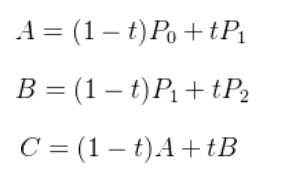 A = (1 − t)P₀ + tP₁
B = (1 − t)P₁ + tP₂
C = (1 − t)A + tB